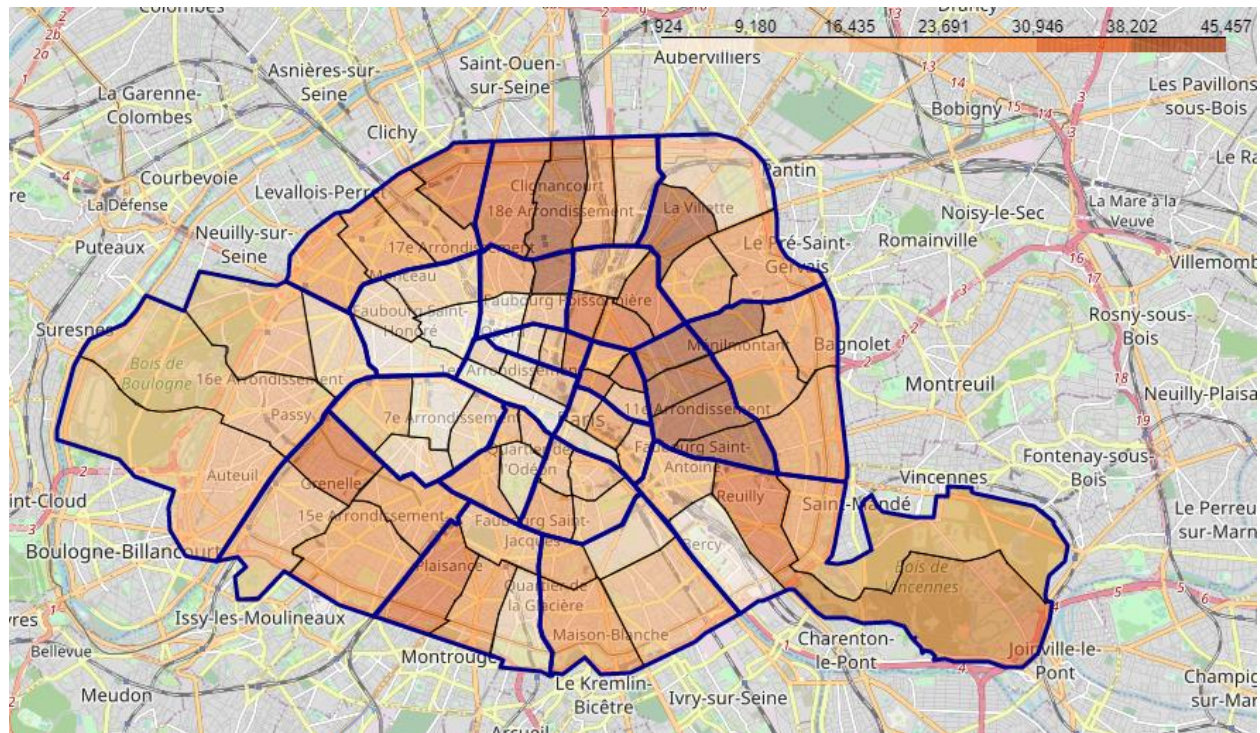 Colombes
Drancy
1,924 9,180 16,435 23,691 30,946 38,202 45,457
Aubervilliers
Saint-Ouen-
sur-Seine
Asnières-sur-
Seine
La Garenne-
Colombes
Les Pavillons-
sous-Bois
Bobigny
Clichy
Pantin
Courbevoie
Levallois-Perret
La Défense
Le Ra
Clignancourt
18e Arrondissement
La Villette
La Mare à la
Veuve
Noisy-le-Sec
Romainville
Puteaux
Neuilly-sur-
Seine
17e Arrondissement
Le Pré-Saint-
Gervais
Villemomb
Monceau
Faubourg Saint-
Honoré
Faubourg Poissonnière
Suresnes
Rosny-sous-
Bois
Ménilmontant
Bagnolet
Bois de
Boulogne
16e Arrondissement
1er Arrondissement
Montreuil
Neuilly-Plaisa
Passy
7e Arrondissement
Paris
11e Arrondissement
Quartier de
l'Odéon
Faubourg Saint-
Antoine
Fontenay-sous-
Bois
Auteuil
Grenelle
Reuilly
Vincennes
int-Cloud
15e Arrondissement
Saint-Mandé
Le Perreu
sur-Marn
Faubourg Saint-
Jacques
Bercy
Boulogne-Billancourt
Plaisance
Bois de
Vincennes
Quartier de
la Glacière
Issy-les-Moulineaux
Maison-Blanche
vres
Bellevue
Charenton-
le-Pont
Joinville-le-
Pont
Montrouge
Meudon
Le Kremlin-
Bicêtre
Ivry-sur-Seine
Champig
sur-Mar
Arcueil